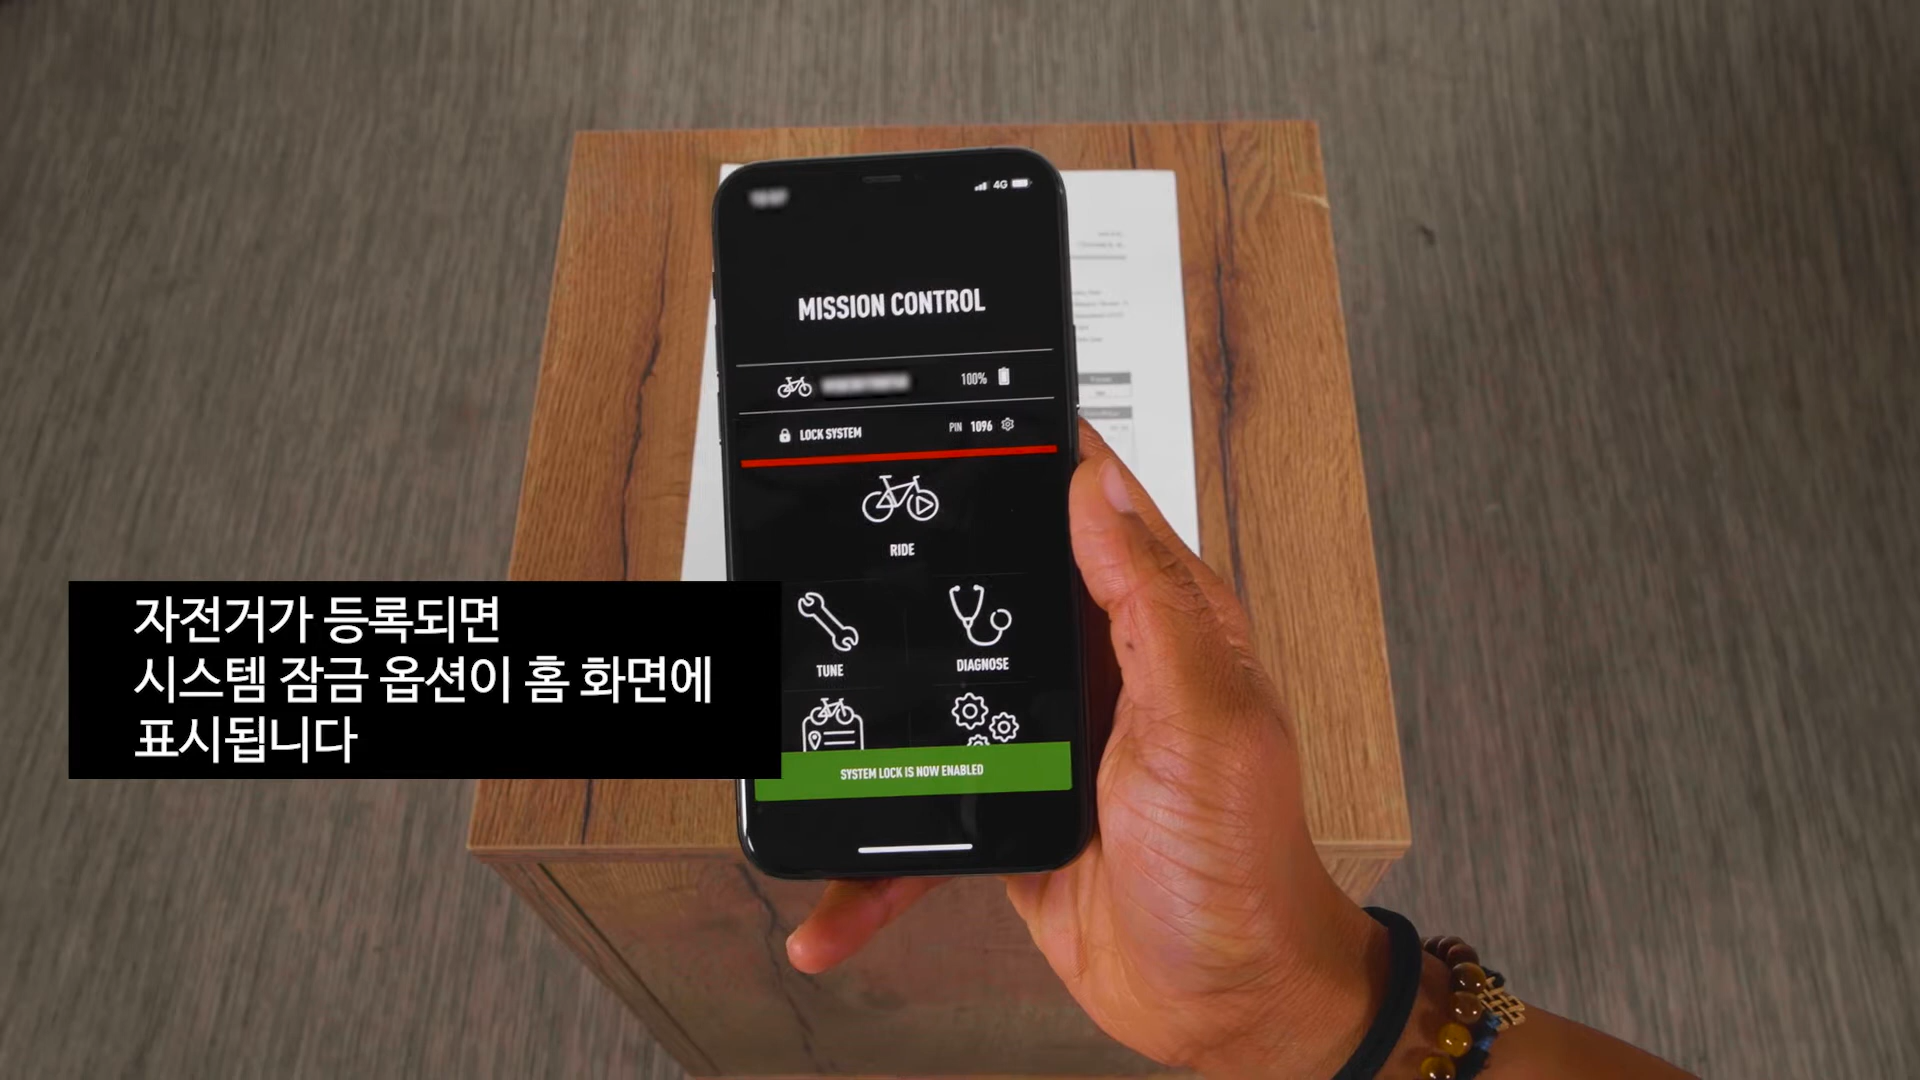 4G
MISSION CONTROL
100%
LOCK SYSTEM PIN 1096
RIDE
TUNE DIAGNOSE
SYSTEM LOCK IS NOW ENABLED
자전거가 등록되면
시스템 잠금 옵션이 홈 화면에
표시됩니다